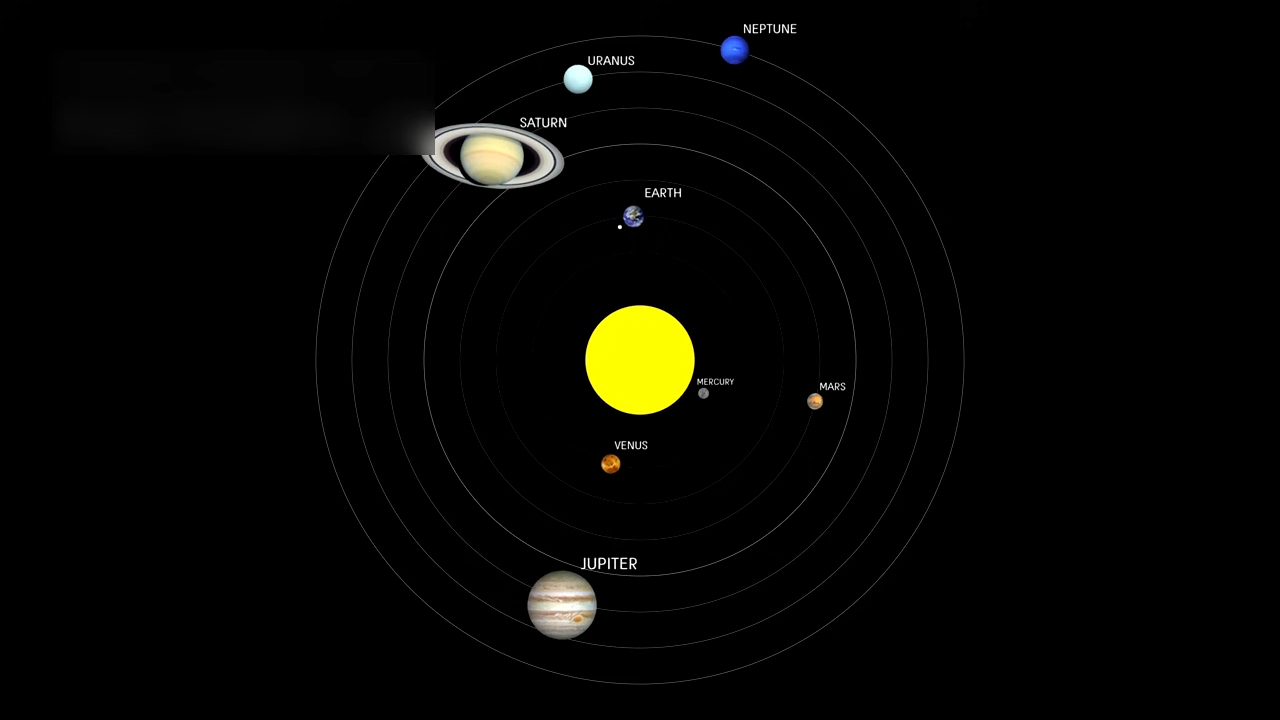 NEPTUNE
URANUS
SATURN
EARTH
MERCURY
MARS
VENUS
JUPITER